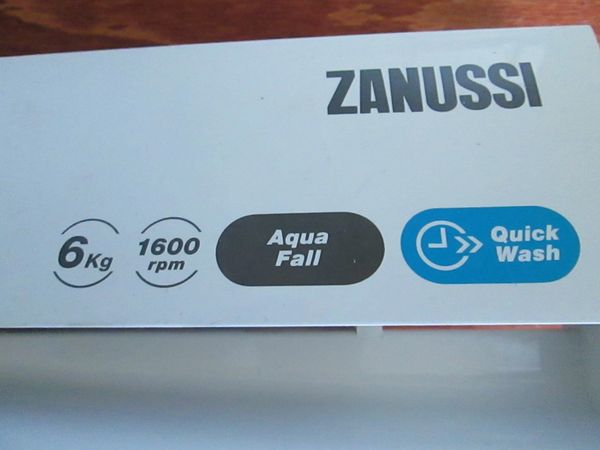 ZANUSSI
6Kg
1600
rpm
Aqua
Fall
Quick
Wash